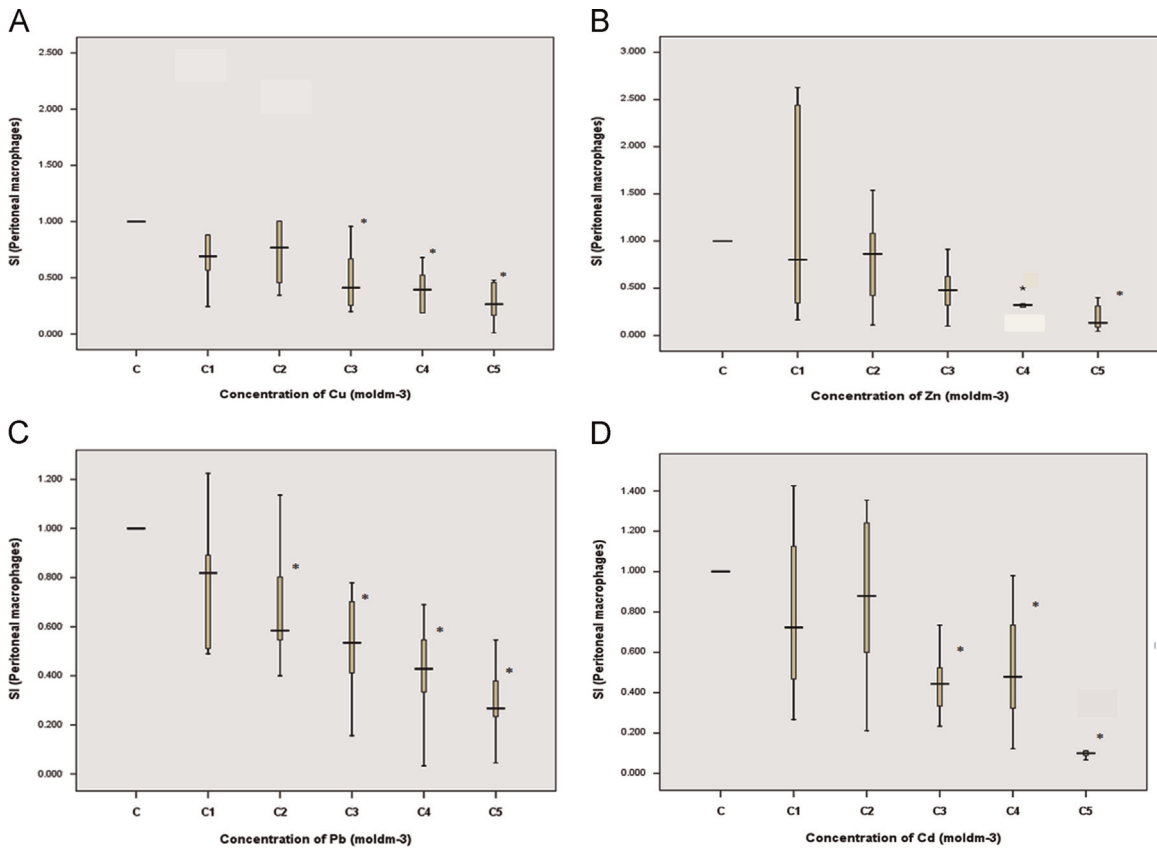 A
SI (Peritoneal macrophages)
2.500
2.000
1.500
1.000
0.500
0.000
*
*
*
C C1 C2 C3 C4 C5
Concentration of Cu (moldm-3)
B
SI (Peritoneal macrophages)
3.000
2.500
2.000
1.500
1.000
0.500
0.000
*
*
C C1 C2 C3 C4 C5
Concentration of Zn (moldm-3)
C
SI (Peritoneal macrophages)
1.200
1.000
0.800
0.600
0.400
0.200
0.000
*
*
*
*
C C1 C2 C3 C4 C5
Concentration of Pb (moldm-3)
D
SI (Peritoneal macrophages)
1.400
1.200
1.000
0.800
0.600
0.400
0.200
0.000
*
*
*
C C1 C2 C3 C4 C5
Concentration of Cd (moldm-3)